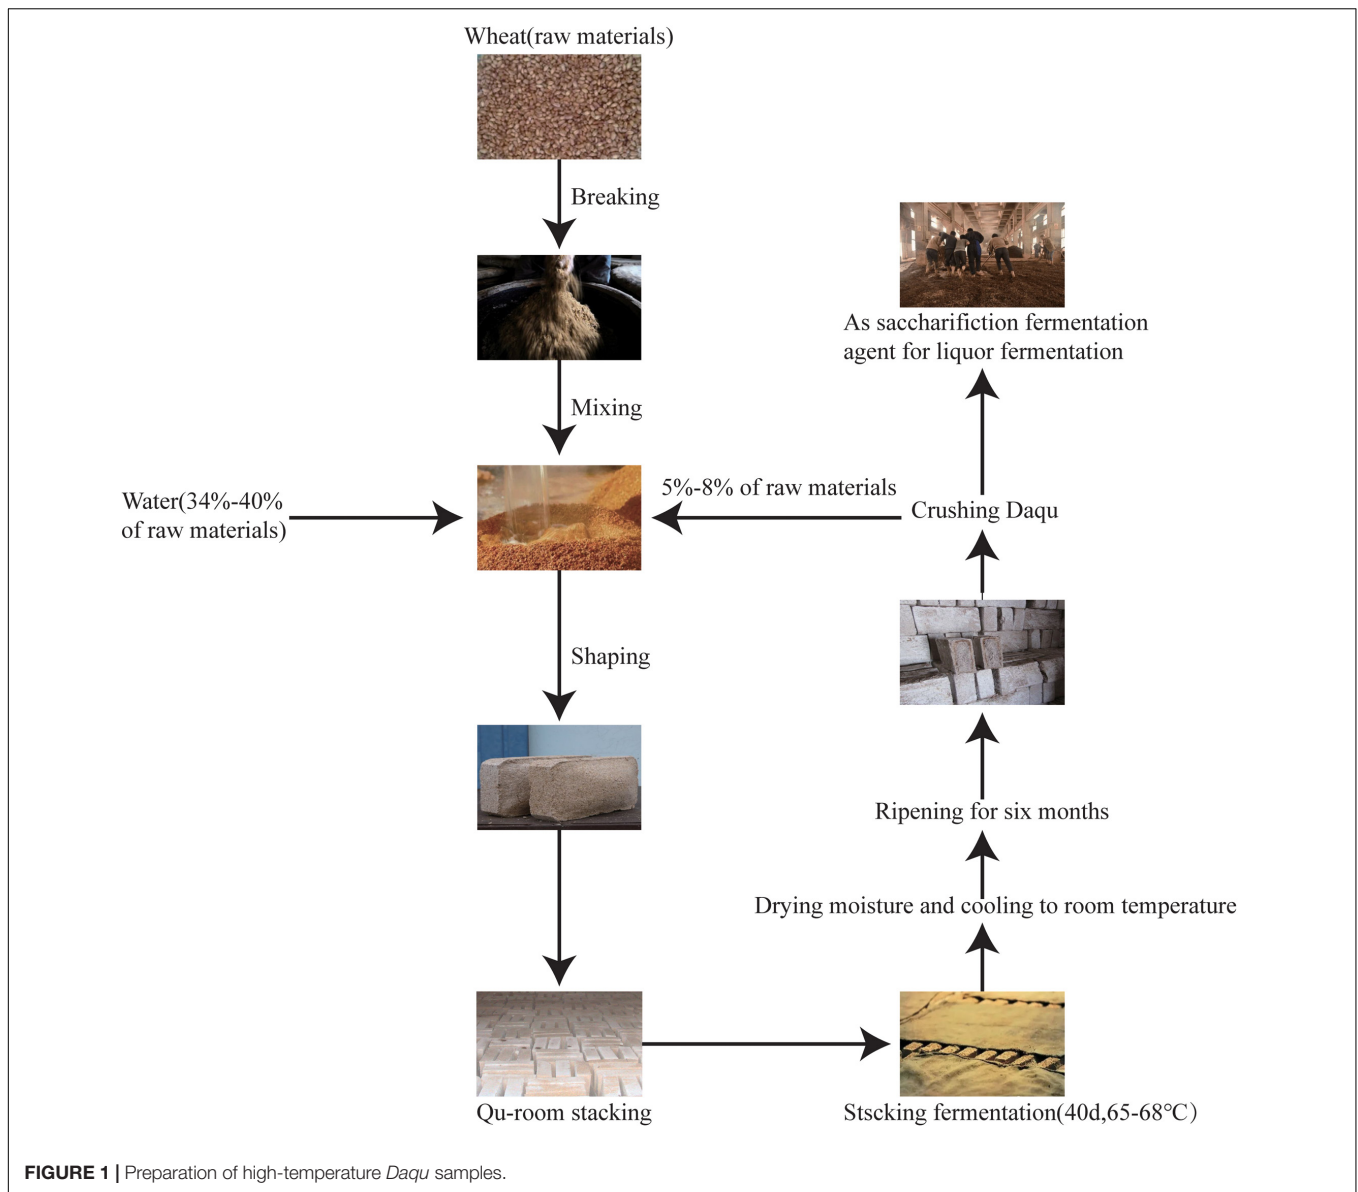 Wheat(raw materials)
Breaking
Mixing
Water(34%-40%
of raw materials)
5%-8% of raw materials
Crushing Daqu
As saccharifiction fermentation
agent for liquor fermentation
Shaping
Ripening for six months
Drying moisture and cooling to room temperature
Qu-room stacking
Stscking fermentation(40d,65-68℃)
FIGURE 1 | Preparation of high-temperature Daqu samples.